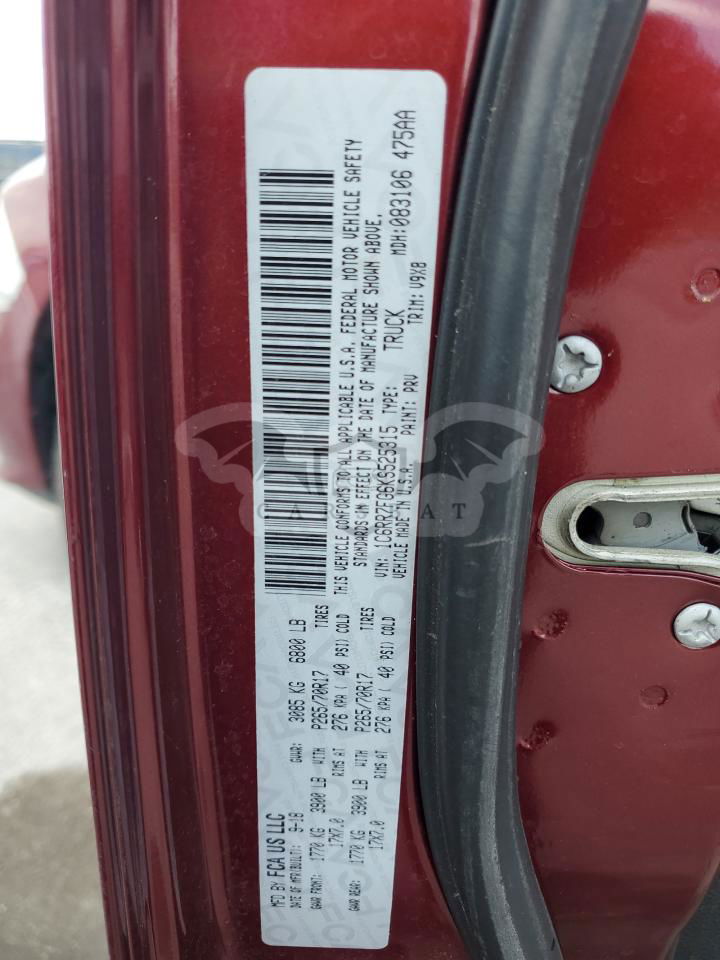 MFD BY FCA US LLC
DATE OF MFR(BUILT): 9-18 GVWR: 3085 KG 6800 LB
GAWR FRONT: 1770 KG 3900 LB WITH P265/70R17 TIRES
17X7.0 RIMS AT 276 KPA ( 40 PSI) COLD
GAWR REAR: 1770 KG 3900 LB WITH P265/70R17 TIRES
17X7.0 RIMS AT 276 KPA ( 40 PSI) COLD
THIS VEHICLE CONFORMS TO ALL APPLICABLE U.S.A. FEDERAL MOTOR VEHICLE SAFETY
STANDARDS IN EFFECT ON THE DATE OF MANUFACTURE SHOWN ABOVE.
VIN: 1C6RR7FG6KS525315 TYPE: TRUCK MDH:083106 475AA
VEHICLE MADE IN U.S.A. PAINT: PRV TRIM: V9X8